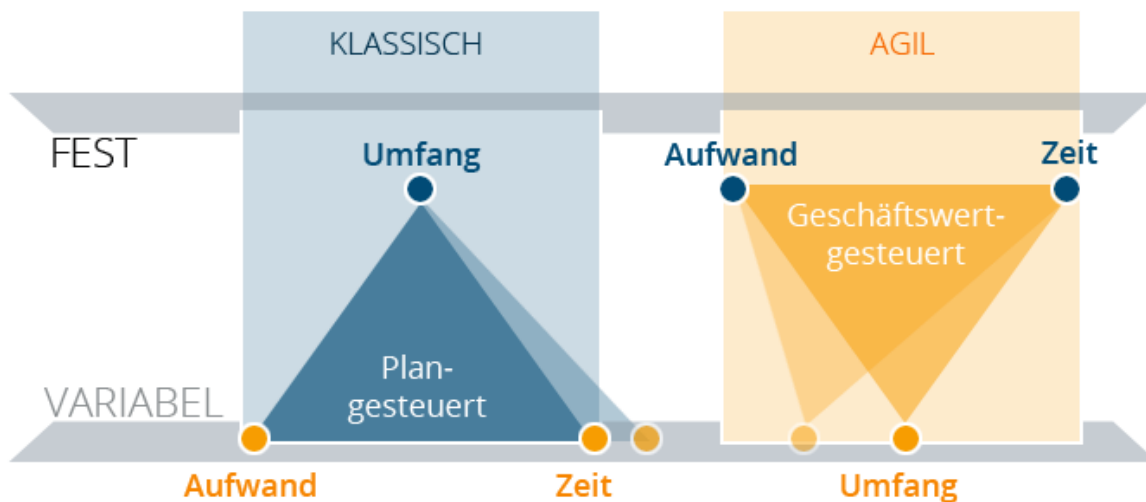 KLASSISCH
AGIL
FEST
Umfang
Aufwand
Zeit
Geschäftswert-
gesteuert
Plan-
gesteuert
VARIABEL
Aufwand
Zeit
Umfang